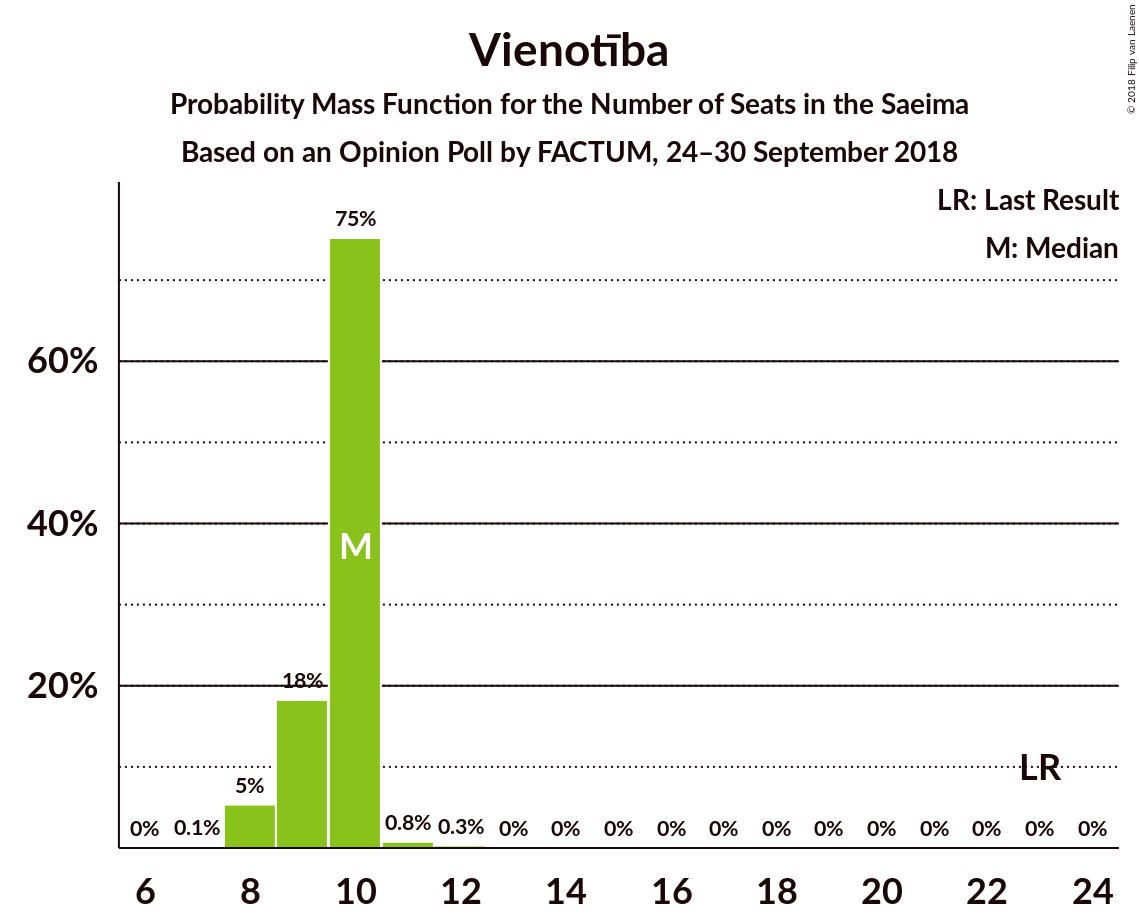 Vienotība
Probability Mass Function for the Number of Seats in the Saeima
Based on an Opinion Poll by FACTUM, 24–30 September 2018
© 2018 Filip van Laenen
LR: Last Result
M: Median
75%
60%
40%
M
20%
18%
LR
5%
0% 0.1% 0.8% 0.3% 0% 0% 0% 0% 0% 0% 0% 0% 0% 0% 0% 0%
6 8 10 12 14 16 18 20 22 24